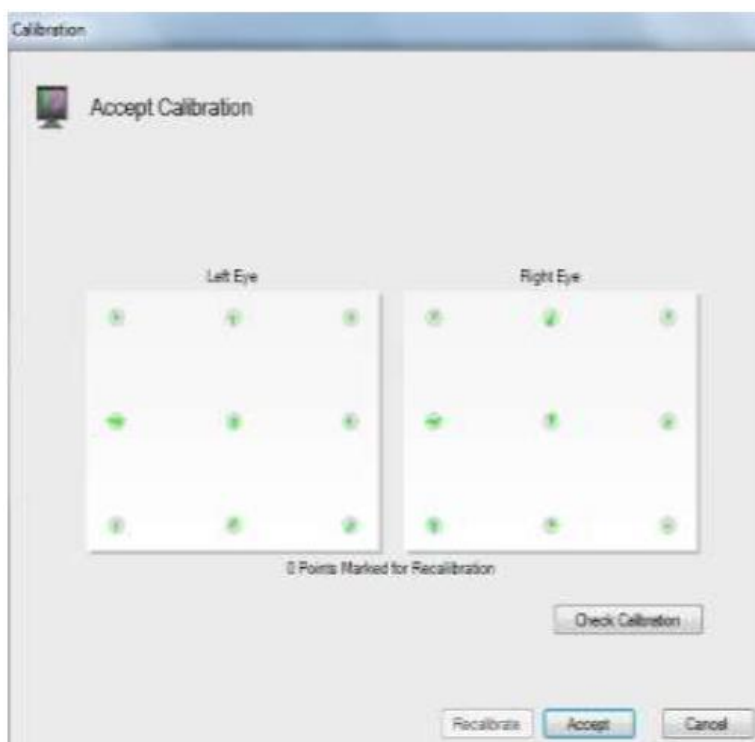 Calibration
Accept Calibration
Left Eye
Right Eye
0 Points Marked for Recalibration
Check Calibration
Recalibrate
Accept
Cancel